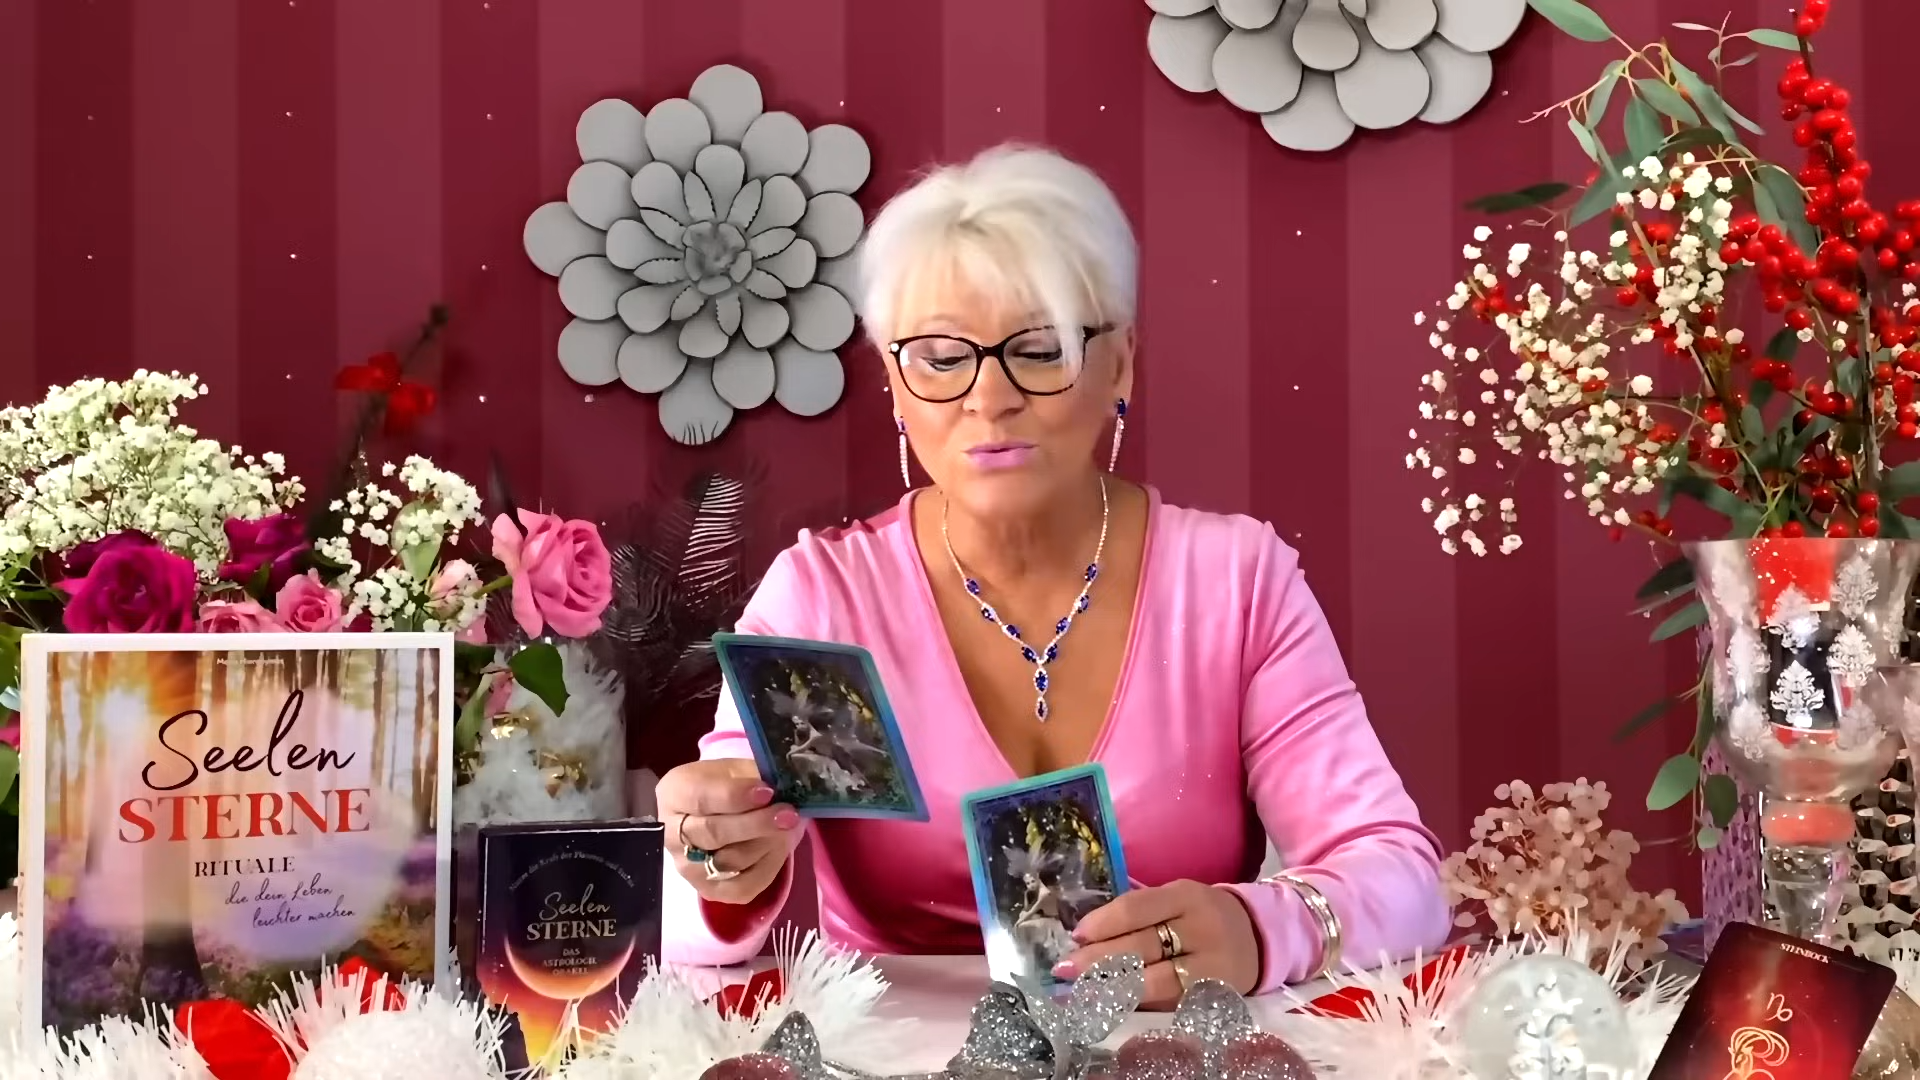 Seelen
STERNE
RITUALE
die dein Leben
leichter machen
Seelen
STERNE
DAS
ASTROLOGIE
ORAKEL
STEINBOCK